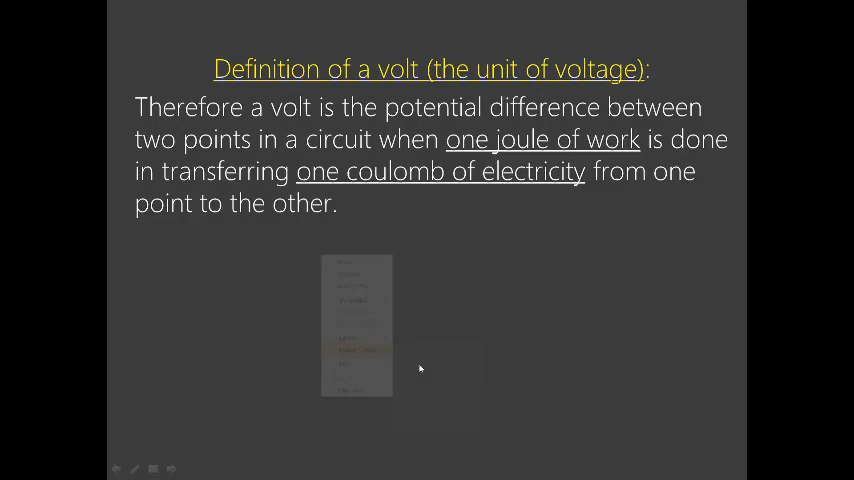 Definition of a volt (the unit of voltage):
Therefore a volt is the potential difference between
two points in a circuit when one joule of work is done
in transferring one coulomb of electricity from one
point to the other.